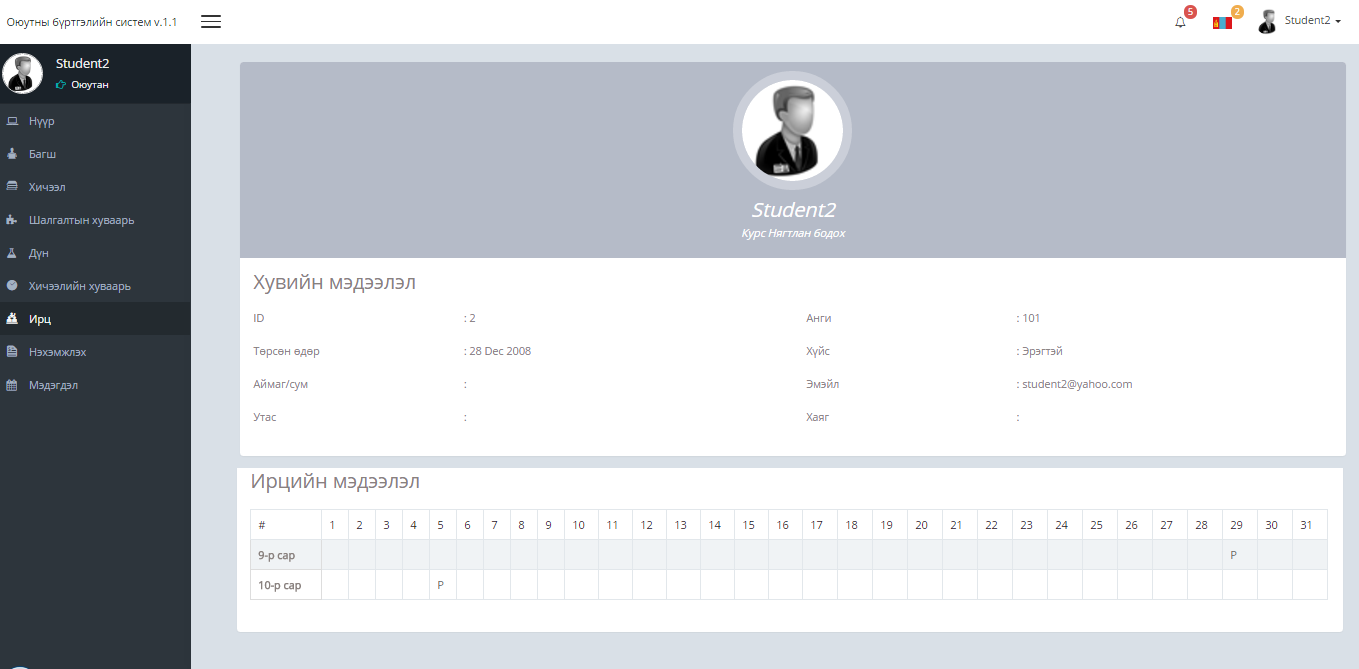 Оюутны бүртгэлийн систем v.1.1
5
2
Student2
Student2
Оюутан
Нүүр
Багш
Хичээл
Шалгалтын хуваарь
Дүн
Хичээлийн хуваарь
Ирц
Нэхэмжлэх
Мэдэгдэл
Student2
Курс Нягтлан бодох
Хувийн мэдээлэл
ID : 2 Анги : 101
Төрсөн өдөр : 28 Dec 2008 Хүйс : Эрэгтэй
Аймаг/сум : Эмэйл : student2@yahoo.com
Утас : Хаяг :
Ирцийн мэдээлэл
# 1 2 3 4 5 6 7 8 9 10 11 12 13 14 15 16 17 18 19 20 21 22 23 24 25 26 27 28 29 30 31
9-р сар P
10-р сар P